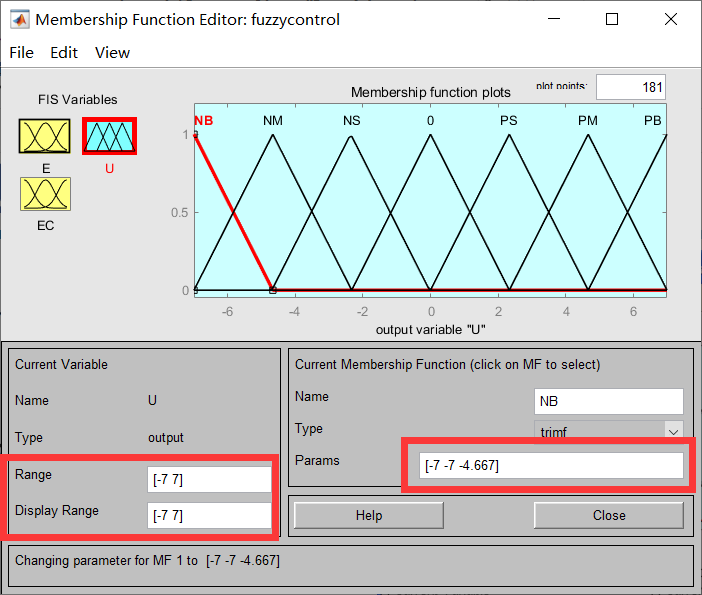 Membership Function Editor: fuzzycontrol
File Edit View
FIS Variables
E
U
EC
Membership function plots
plot points:
181
NB NM NS 0 PS PM PB
1
0.5
0
-6 -4 -2 0 2 4 6
output variable "U"
Current Variable
Name U
Type output
Range [-7 7]
Display Range [-7 7]
Current Membership Function (click on MF to select)
Name NB
Type trimf
Params [-7 -7 -4.667]
Help Close
Changing parameter for MF 1 to [-7 -7 -4.667]